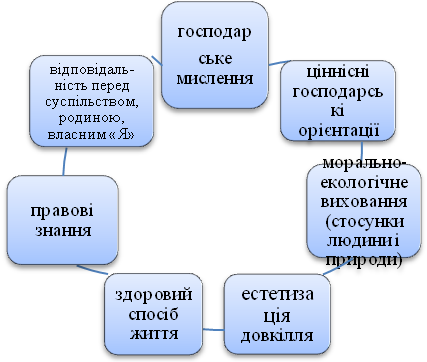 господар
ське
мислення
ціннісні
господарсь
кі
орієнтації
морально-
екологічне
виховання
(стосунки
людини і
природи)
естетиза
ція
довкілля
здоровий
спосіб
життя
правові
знання
відповідаль-
ність перед
суспільством,
родиною,
власним «Я»